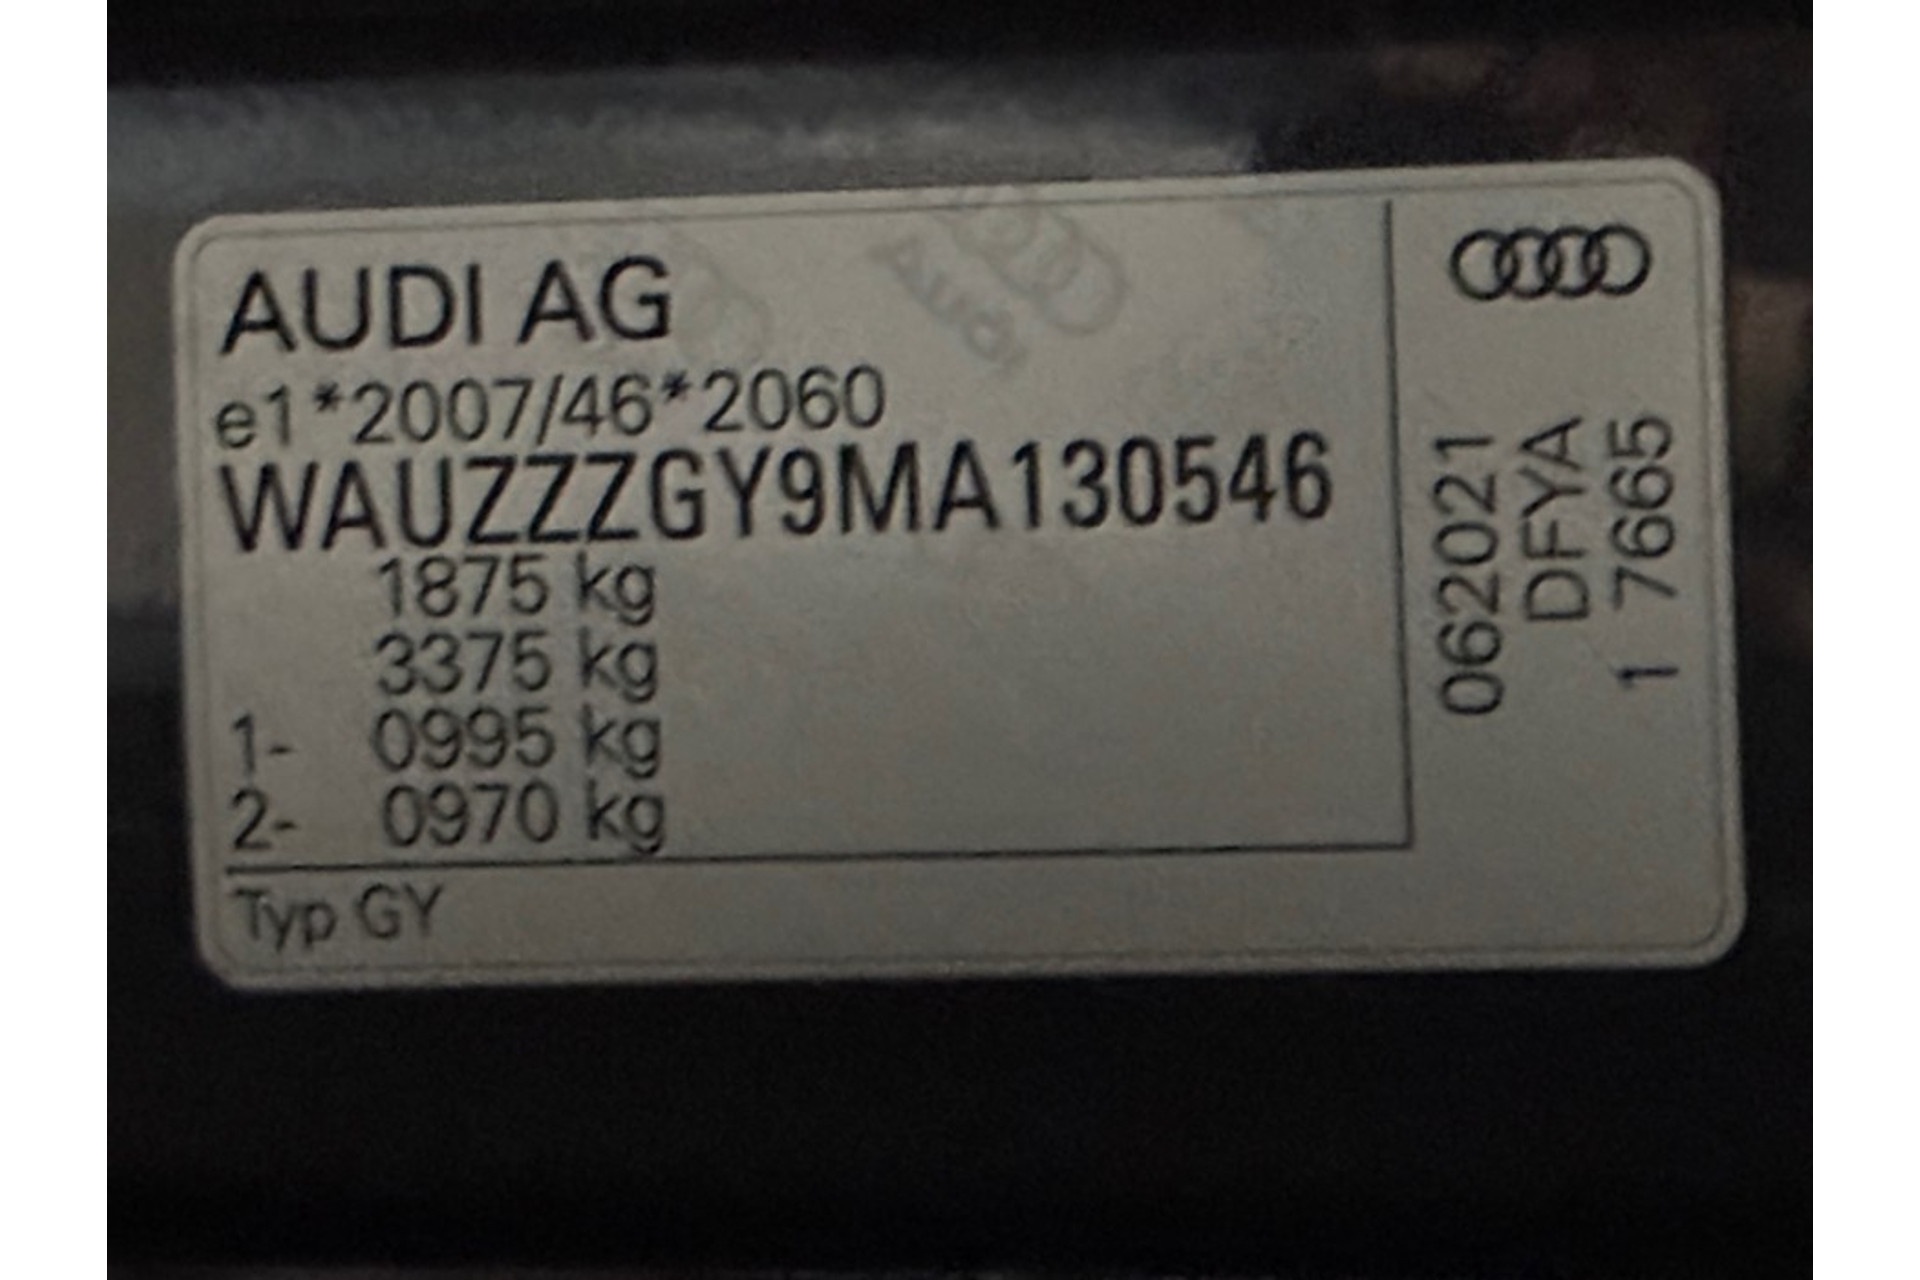 AUDI AG
e1*2007/46*2060
WAUZZZGY9MA130546
1875 kg
3375 kg
1- 0995 kg
2- 0970 kg
Typ GY
062021
DFYA
1 7665
AUDI